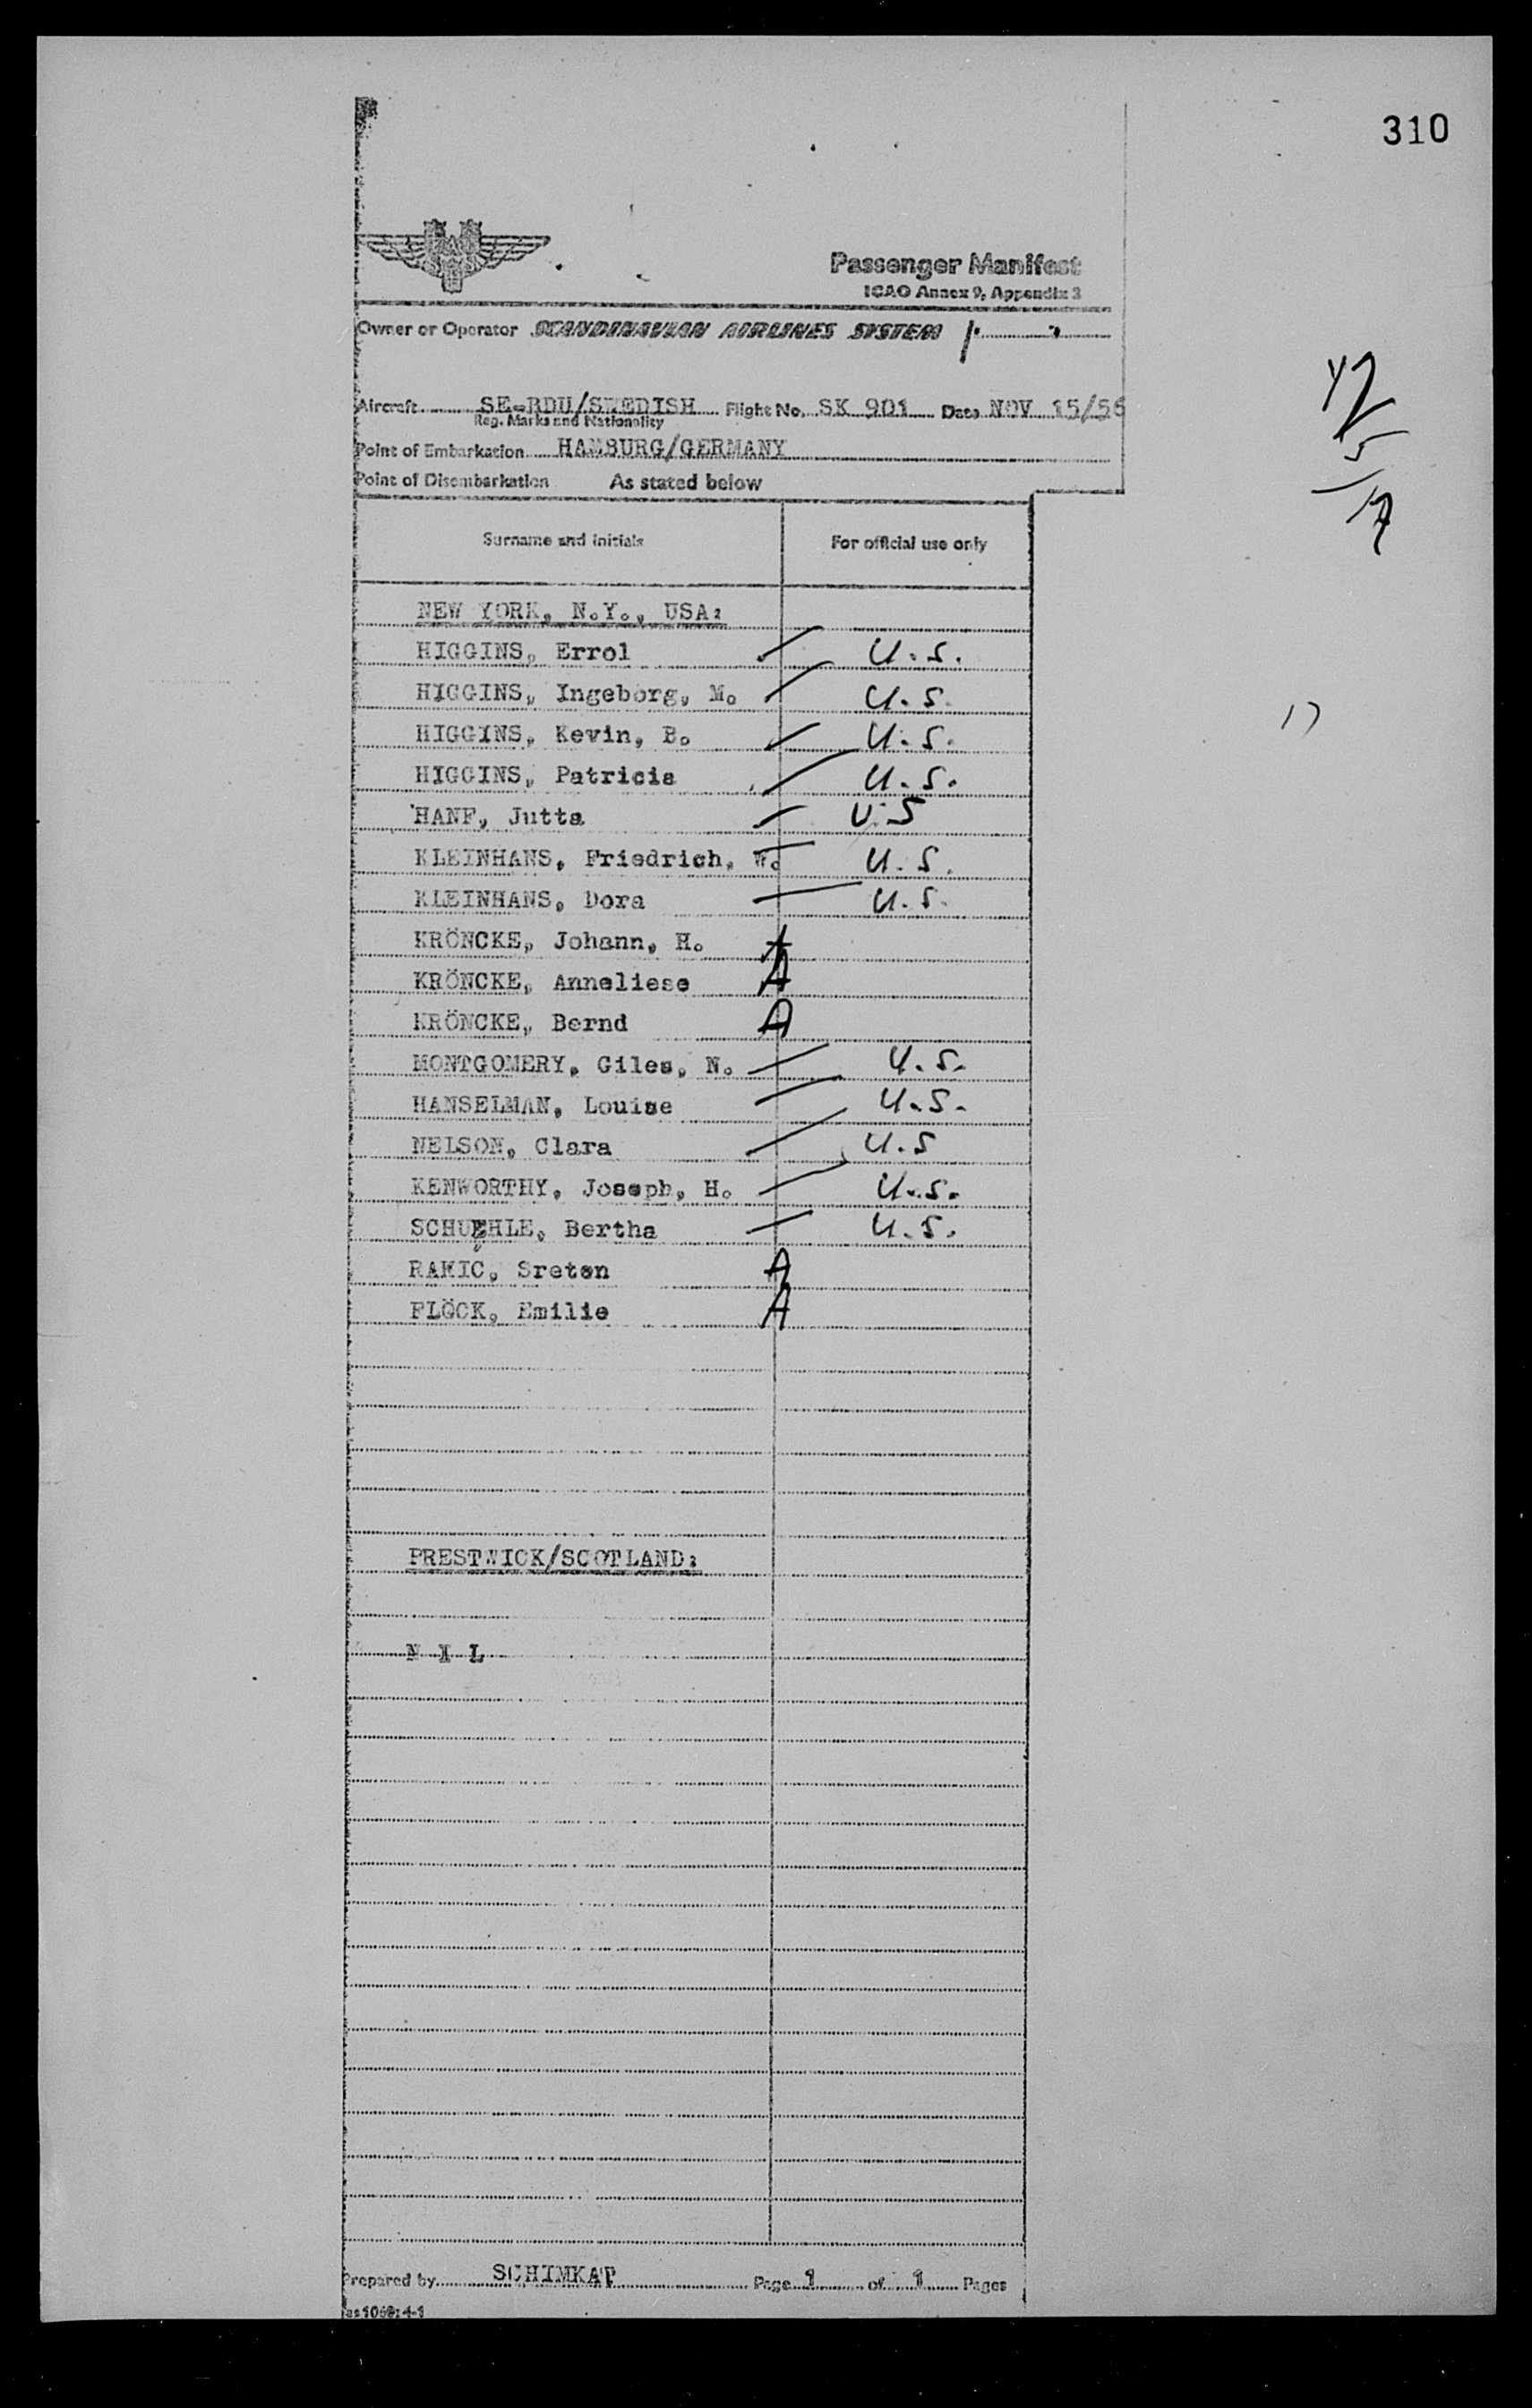 310
Passenger Manifest
ICAO Annex 9, Appendix 3
Owner or Operator SCANDINAVIAN AIRLINES SYSTEM
Aircraft SE-RDU/SWEDISH Flight No. SK 901 Date NOV 15/56
Reg. Marks and Nationality
Point of Embarkation HAMBURG/GERMANY
Point of Disembarkation As stated below
Surname and initials For official use only
NEW YORK, N.Y., USA:
HIGGINS, Errol U.S.
HIGGINS, Ingeborg, M. U.S.
HIGGINS, Kevin, B. U.S.
HIGGINS, Patricia U.S.
HANF, Jutta U.S
KLEINHANS, Friedrich, W. U.S.
KLEINHANS, Dora U.S.
KRÖNCKE, Johann, H. A
KRÖNCKE, Anneliese A
KRÖNCKE, Bernd A
MONTGOMERY, Giles, N. U.S.
HANSELMAN, Louise U.S.
NELSON, Clara U.S
KENWORTHY, Joseph, H. U.S.
SCHUEHLE, Bertha U.S.
RAKIC, Sreten A
FLÖCK, Emilie A
PRESTWICK/SCOTLAND:
N I L
Prepared by SCHIMKAT Page 1 of 1 Pages